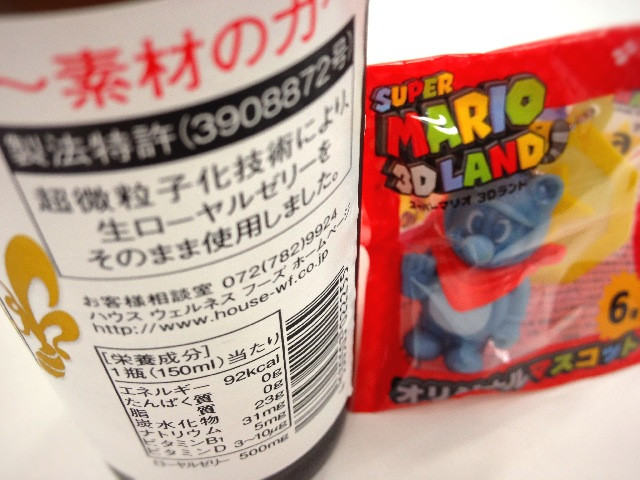 ～素材のカ
製法特許(3908872号)
超微粒子化技術により、
生ローヤルゼリーを
そのまま使用しました。
お客様相談室 072(782)9924
ハウス ウェルネス フーズ ホームページ
http://www.house-wf.co.jp
[栄養成分]
1瓶(150ml)当たり
エネルギー 92kcal
たんぱく質 0g
脂 質 0g
炭水化物 23g
ナトリウム 31mg
ビタミンB1 5mg
ビタミンD 3~10μg
ローヤルゼリー 500mg
SUPER
MARIO
3D LAND
スーパーマリオ 3Dランド
6
オリジナルマスコット